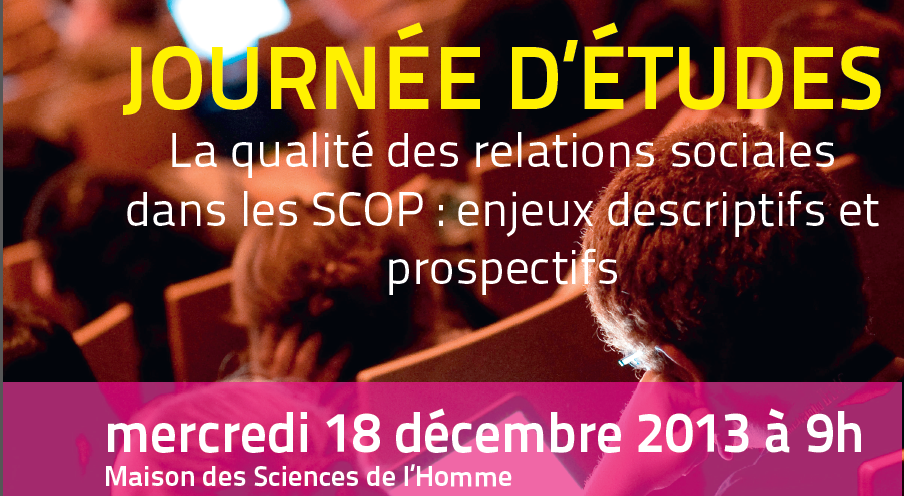 JOURNÉE D'ÉTUDES
La qualité des relations sociales
dans les SCOP : enjeux descriptifs et
prospectifs
mercredi 18 décembre 2013 à 9h
Maison des Sciences de l'Homme